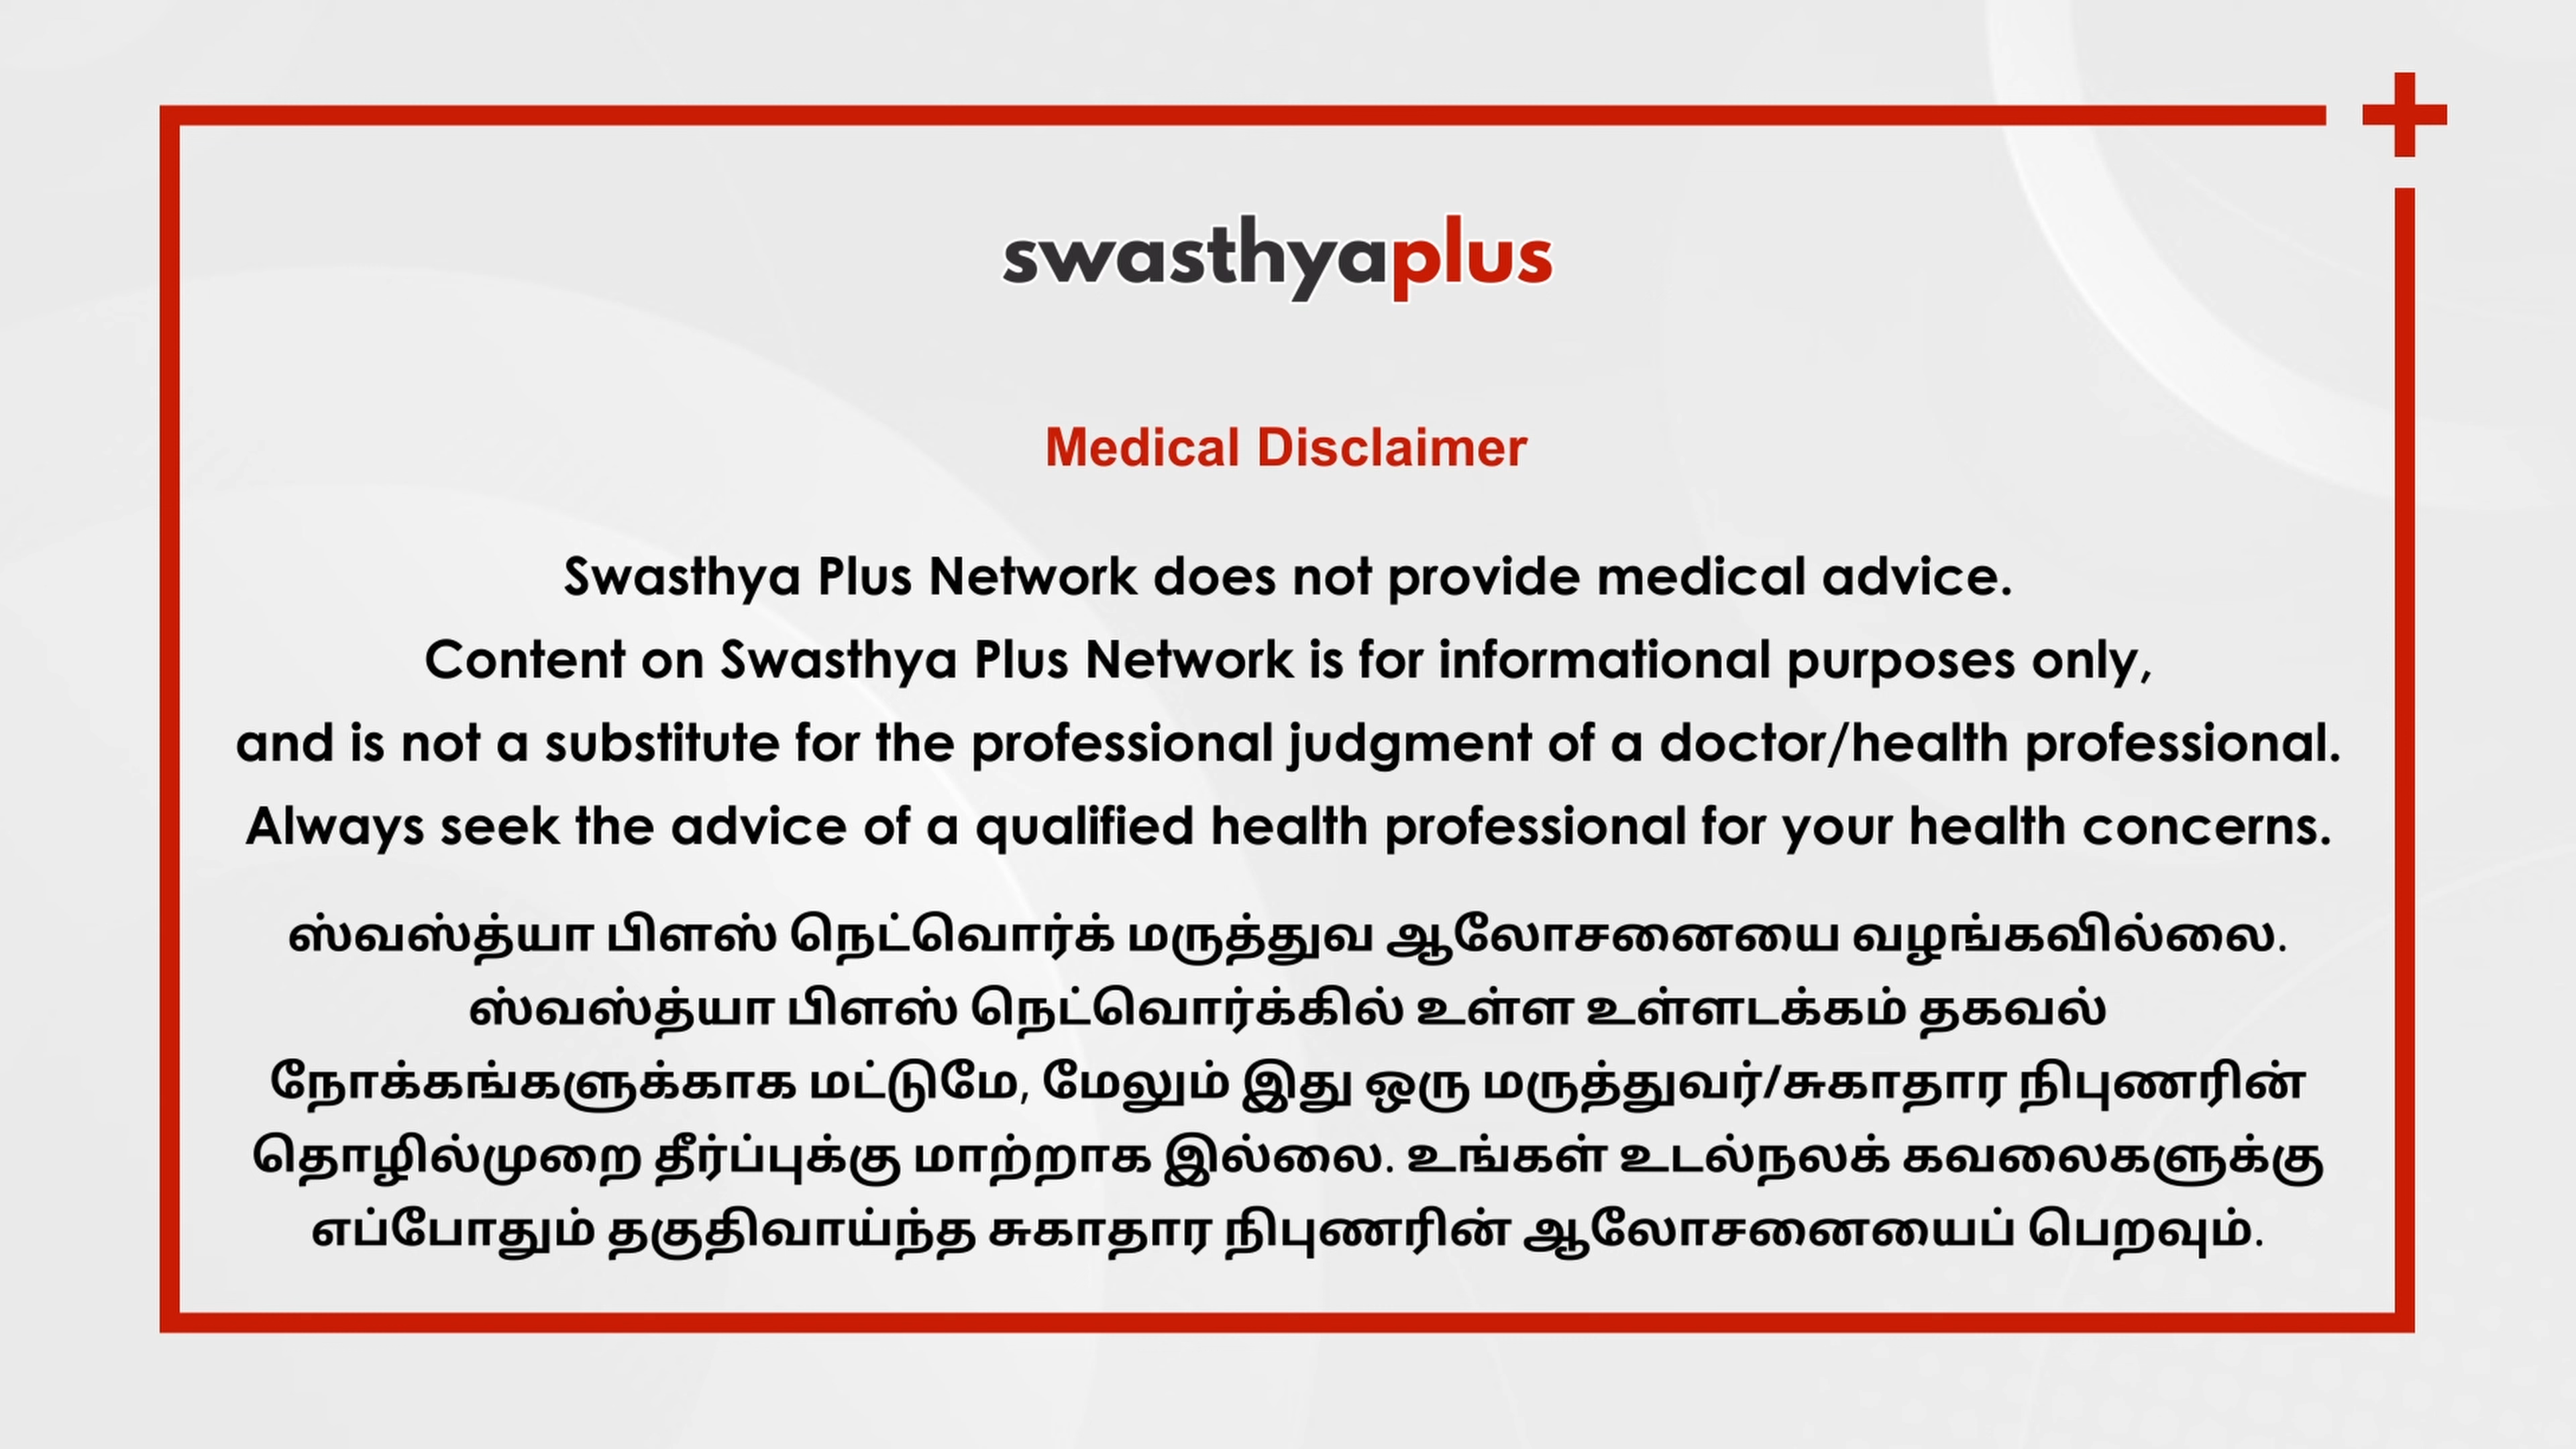 swasthyaplus
Medical Disclaimer
Swasthya Plus Network does not provide medical advice.
Content on Swasthya Plus Network is for informational purposes only,
and is not a substitute for the professional judgment of a doctor/health professional.
Always seek the advice of a qualified health professional for your health concerns.
ஸ்வஸ்த்யா பிளஸ் நெட்வொர்க் மருத்துவ ஆலோசனையை வழங்கவில்லை.
ஸ்வஸ்த்யா பிளஸ் நெட்வொர்க்கில் உள்ள உள்ளடக்கம் தகவல்
நோக்கங்களுக்காக மட்டுமே, மேலும் இது ஒரு மருத்துவர்/சுகாதார நிபுணரின்
தொழில்முறை தீர்ப்புக்கு மாற்றாக இல்லை. உங்கள் உடல்நலக் கவலைகளுக்கு
எப்போதும் தகுதிவாய்ந்த சுகாதார நிபுணரின் ஆலோசனையைப் பெறவும்.